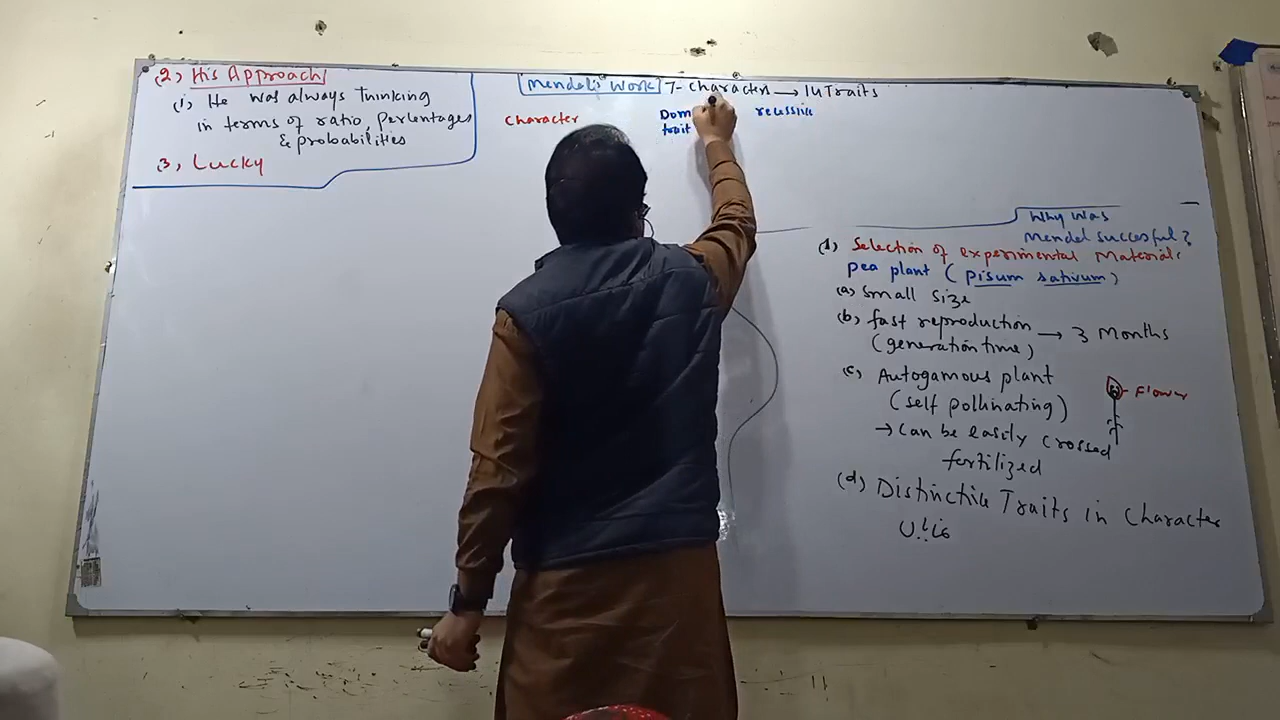 (2) His Approach
(i) He was always Thinking
in terms of ratio, Percentages
& probabilities
(3) Lucky
Mendel's Work 7- characters → 14 Traits
Character
Dom
trait
recessive
Why Was
Mendel succesful?
(1) Selection of experimental Material:
pea plant (Pisum sativum)
(a) Small size
(b) fast reproduction → 3 Months
(generation time)
(c) Autogamous plant
(self pollinating)
→ Can be easily crossed
fertilized
- Flower
(d) Distinctive Traits in Character